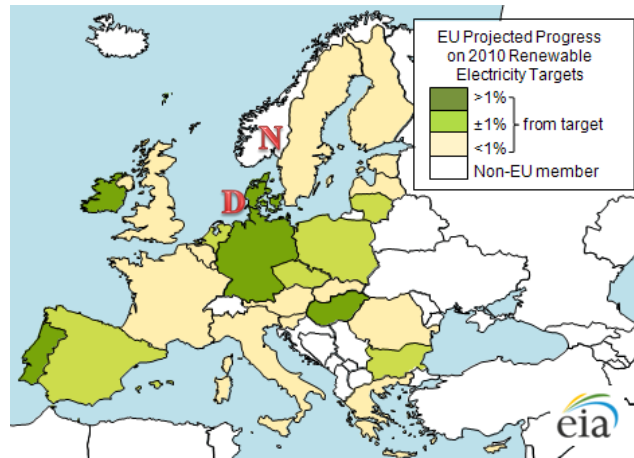 EU Projected Progress
on 2010 Renewable
Electricity Targets
>1%
±1%
from target
<1%
Non-EU member
N
D
eia